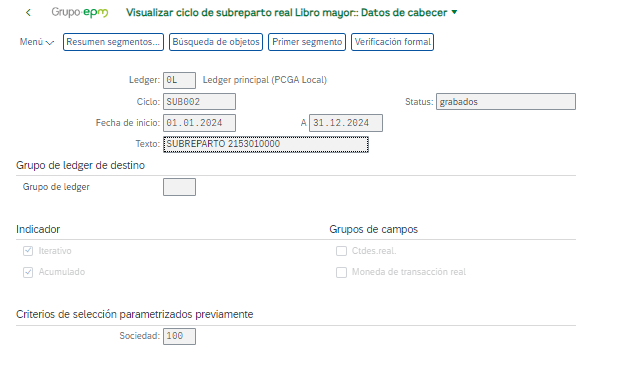 Grupo·epm Visualizar ciclo de subreparto real Libro mayor:: Datos de cabecer
Menú Resumen segmentos... Búsqueda de objetos Primer segmento Verificación formal
Ledger: 0L Ledger principal (PCGA Local)
Ciclo: SUB002 Status: grabados
Fecha de inicio: 01.01.2024 A 31.12.2024
Texto: SUBREPARTO 2153010000
Grupo de ledger de destino
Grupo de ledger
Indicador Grupos de campos
Iterativo Ctdes.real.
Acumulado Moneda de transacción real
Criterios de selección parametrizados previamente
Sociedad: 100